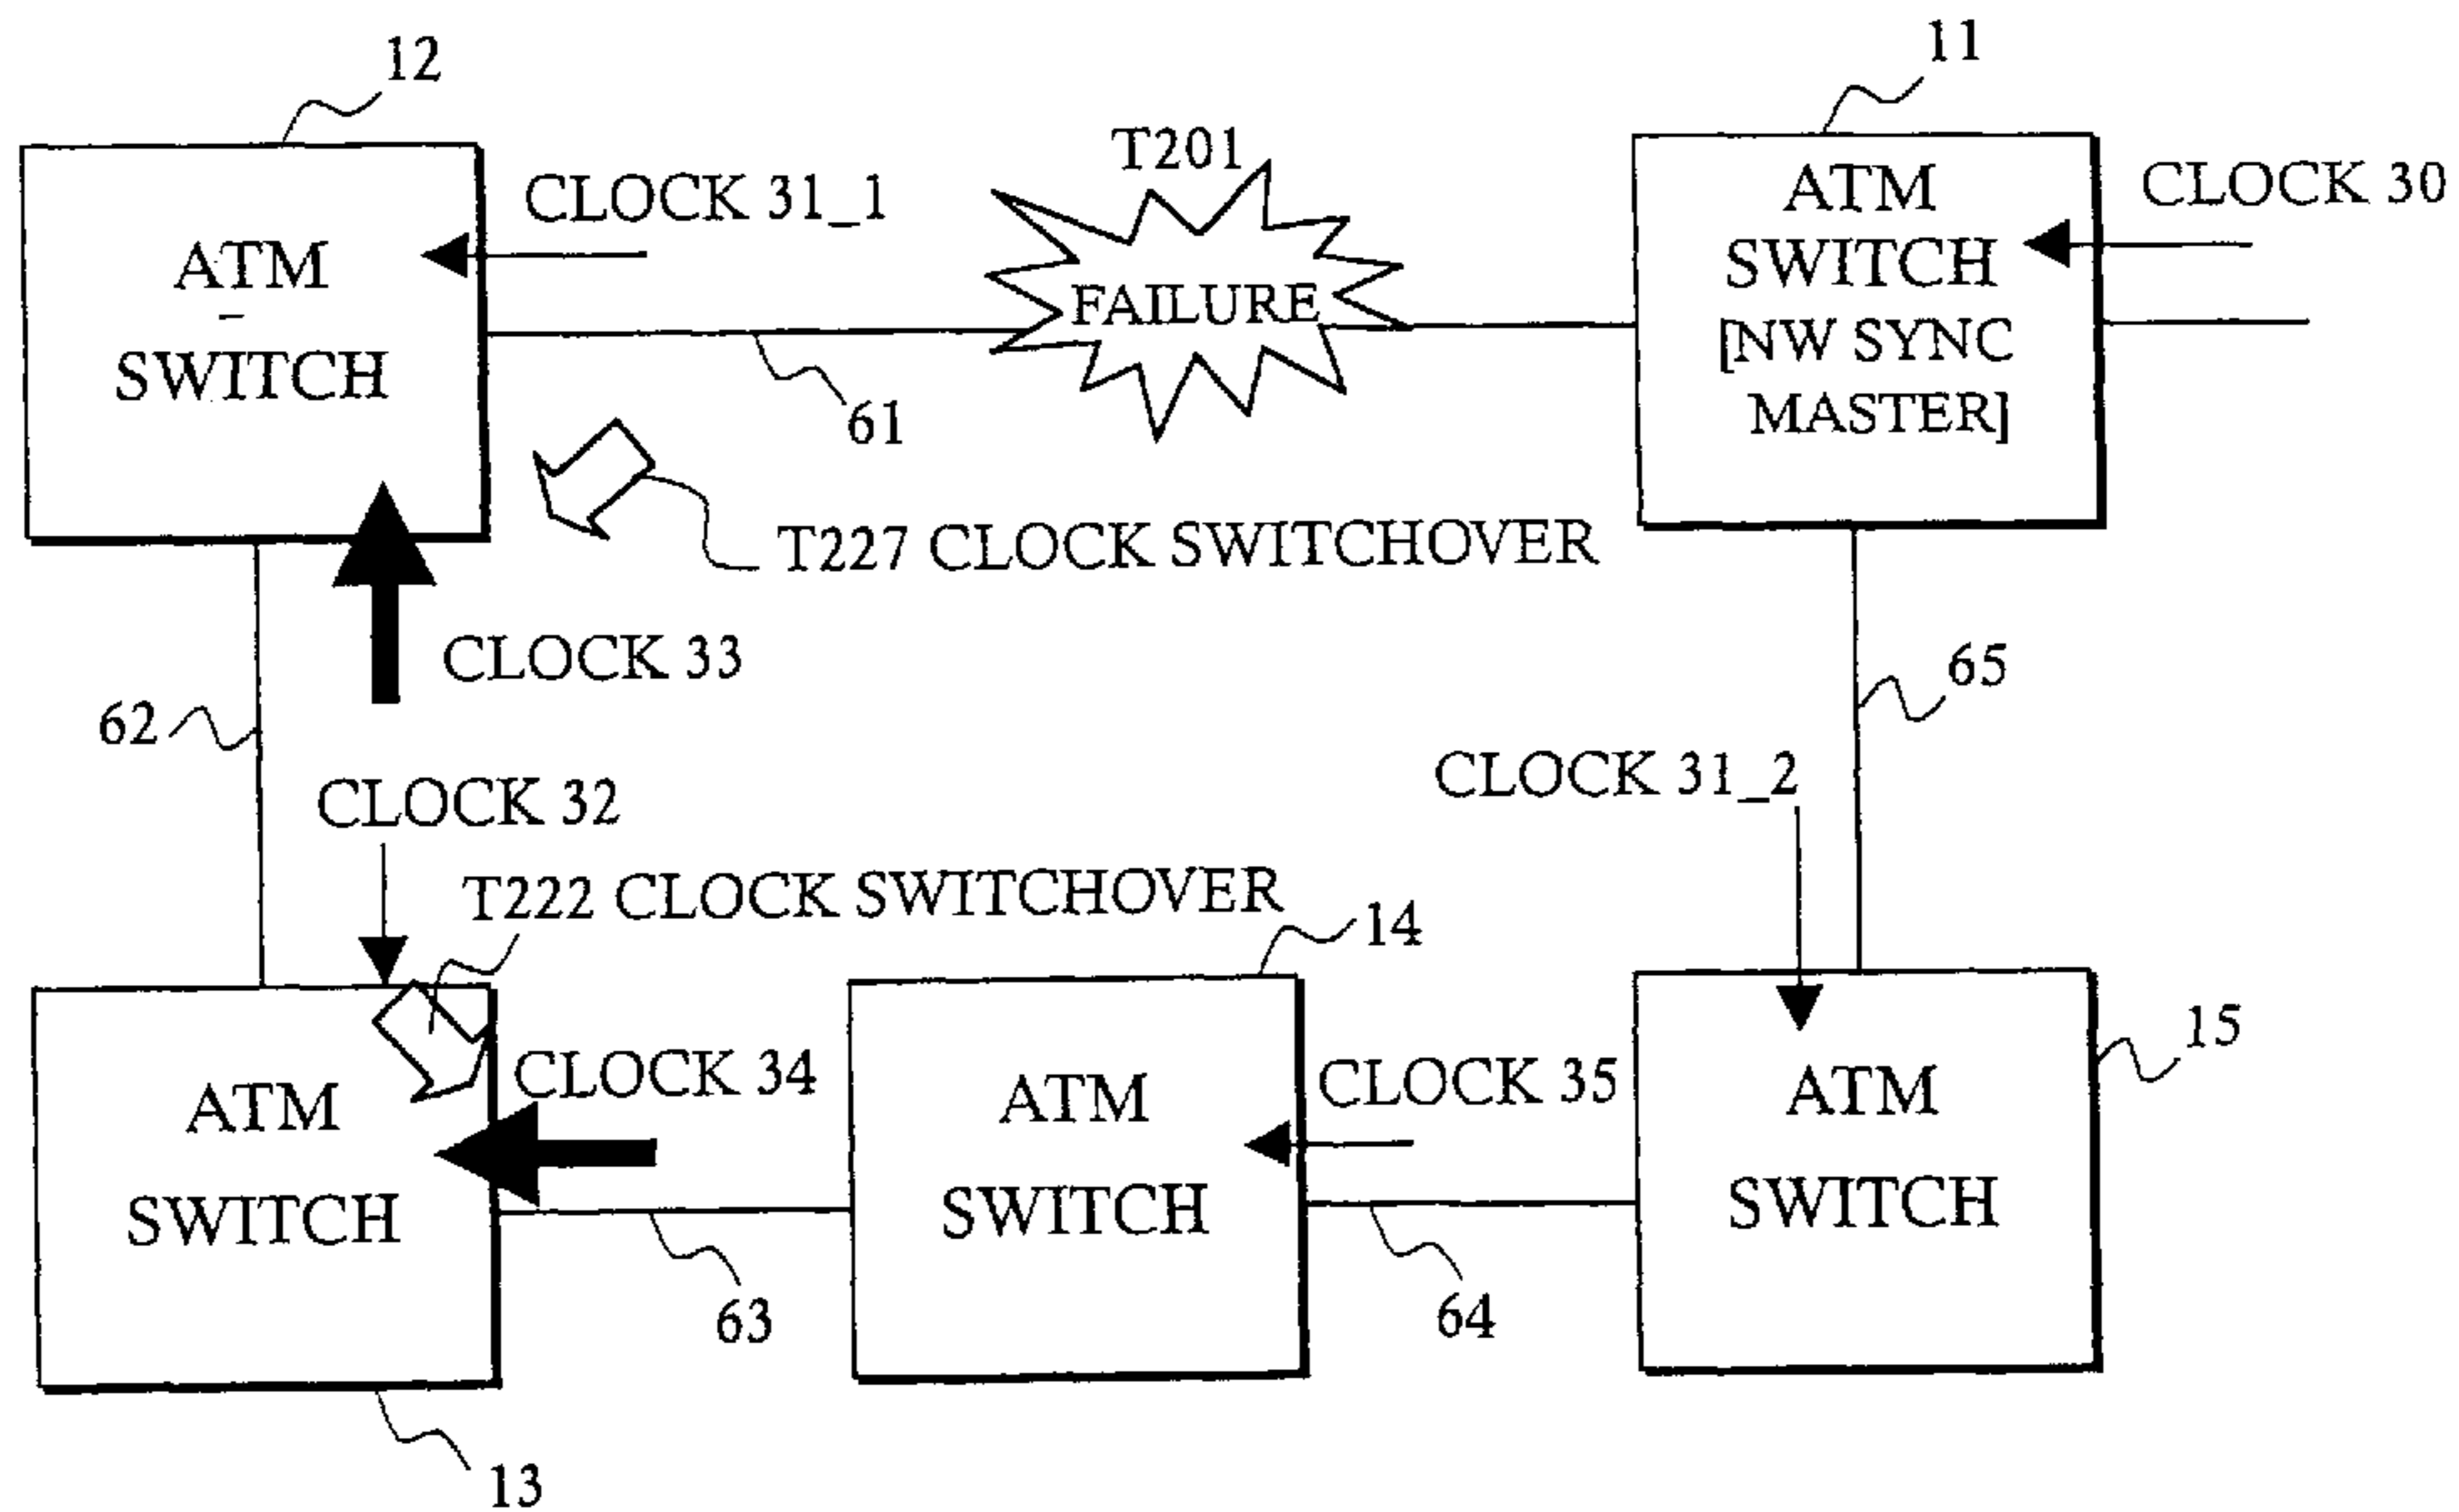 12
11
T201
CLOCK 31_1
ATM
SWITCH
FAILURE
ATM
SWITCH
[NW SYNC
MASTER]
CLOCK 30
61
T227 CLOCK SWITCHOVER
CLOCK 33
62
65
CLOCK 32
CLOCK 31_2
T222 CLOCK SWITCHOVER
14
15
ATM
SWITCH
CLOCK 34
ATM
SWITCH
CLOCK 35
ATM
SWITCH
63
64
13